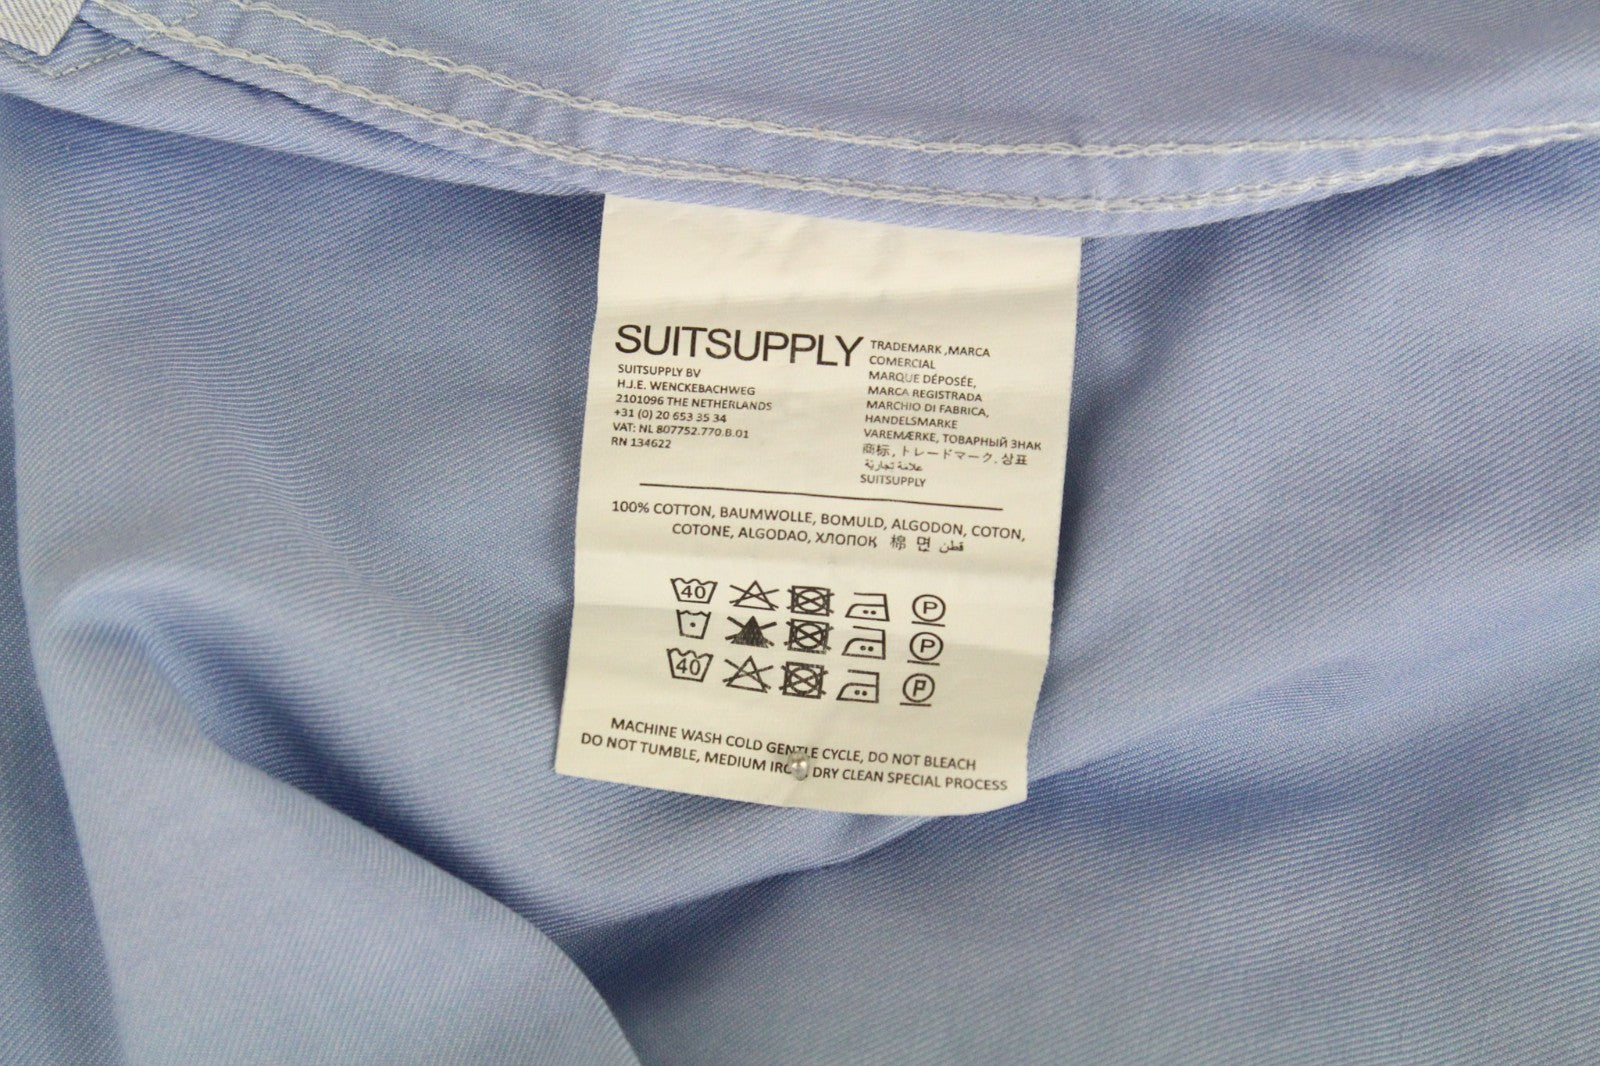 SUITSUPPLY
SUITSUPPLY BV
H.J.E. WENCKEBACHWEG
2101096 THE NETHERLANDS
+31 (0) 20 653 35 34
VAT: NL 807752.770.B.01
RN 134622
TRADEMARK ,MARCA
COMERCIAL
MARQUE DÉPOSÉE,
MARCA REGISTRADA
MARCHIO DI FABRICA,
HANDELSMARKE
VAREMÆRKE, ТОВАРНЫЙ ЗНАК
商标, トレードマーク. 상표
علامة تجارية
SUITSUPPLY
100% COTTON, BAUMWOLLE, BOMULD, ALGODON, COTON,
COTONE, ALGODAO, ХЛОПОК 棉 면 قطن
40 P
P
40 P
MACHINE WASH COLD GENTLE CYCLE, DO NOT BLEACH
DO NOT TUMBLE, MEDIUM DRY CLEAN SPECIAL PROCESS